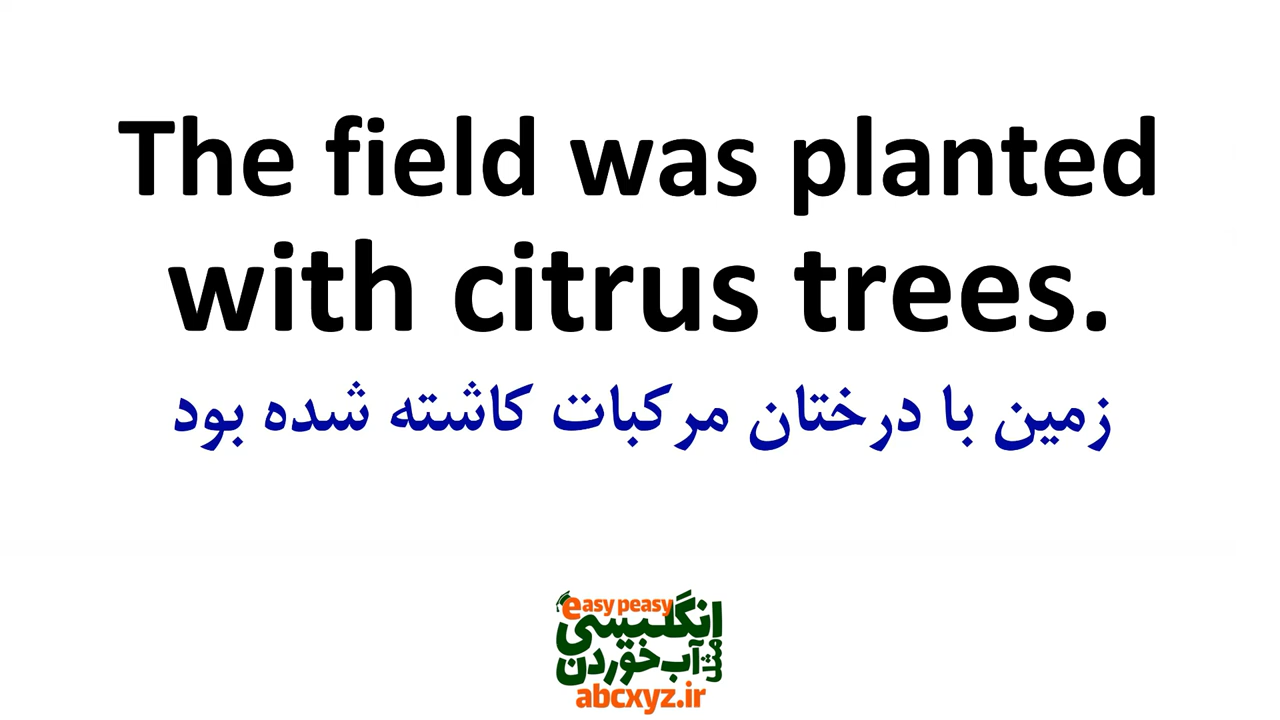 The field was planted
with citrus trees.
زمین با درختان مرکبات کاشته شده بود
easy peasy
انگلیسی
مثل آب خوردن
abcxyz.ir